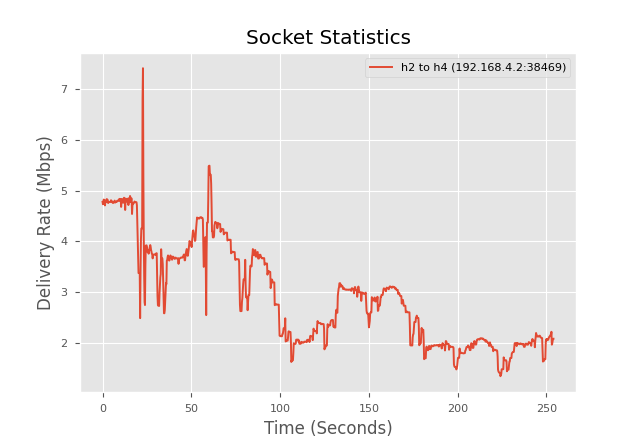 Socket Statistics
h2 to h4 (192.168.4.2:38469)
Delivery Rate (Mbps)
7
6
5
4
3
2
0 50 100 150 200 250
Time (Seconds)